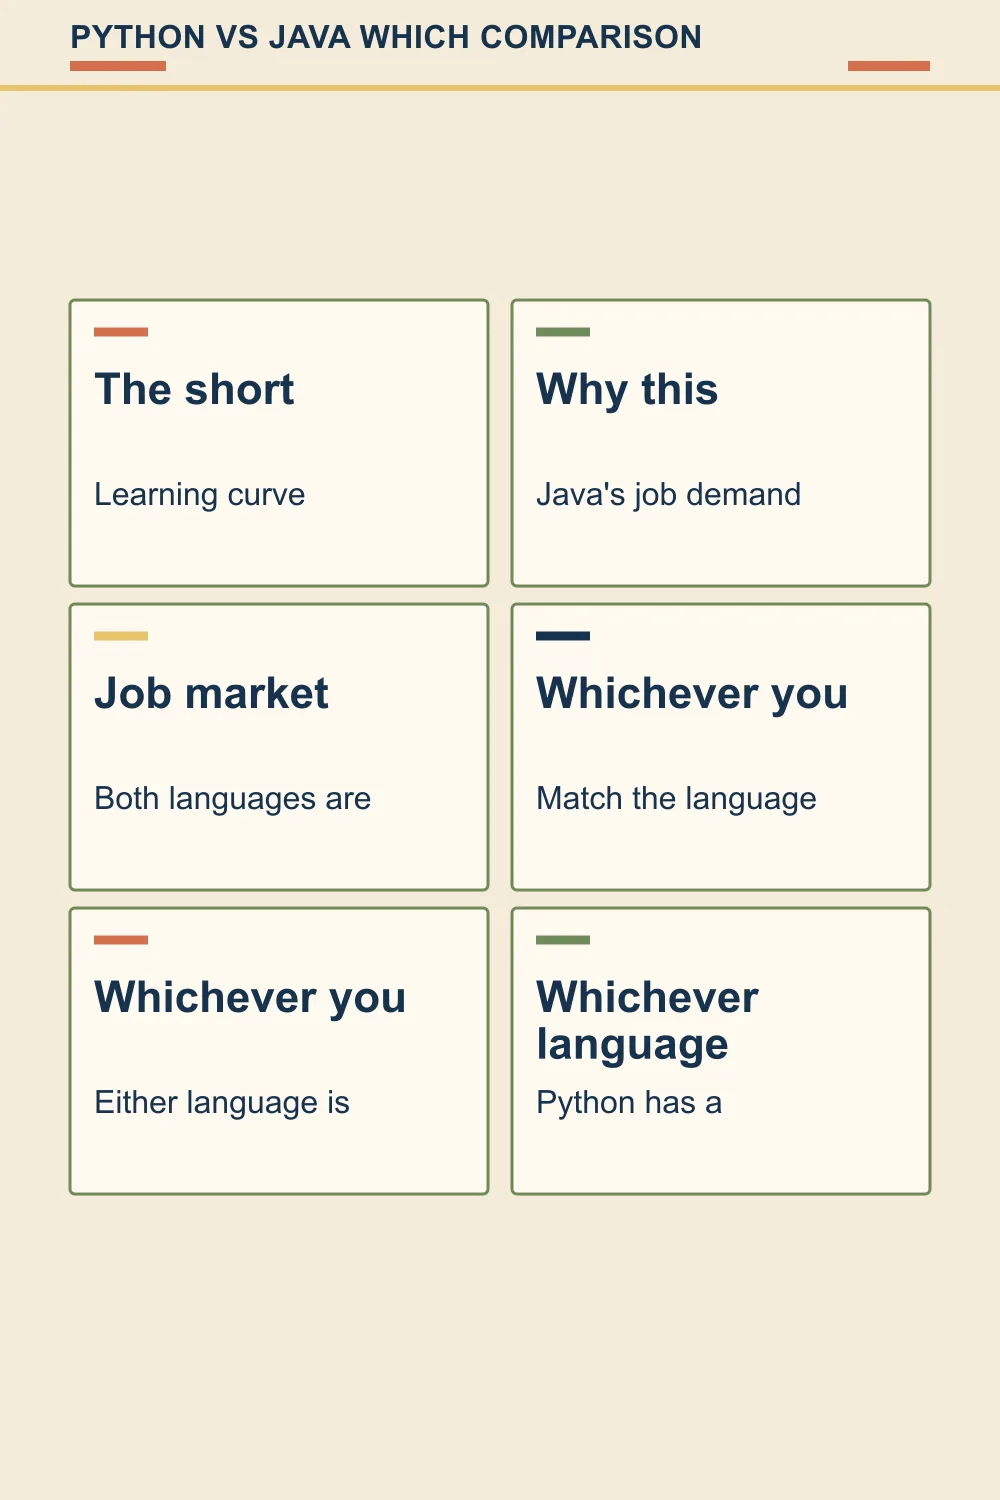 PYTHON VS JAVA WHICH COMPARISON
The short
Learning curve
Why this
Java's job demand
Job market
Both languages are
Whichever you
Match the language
Whichever you
Either language is
Whichever
language
Python has a